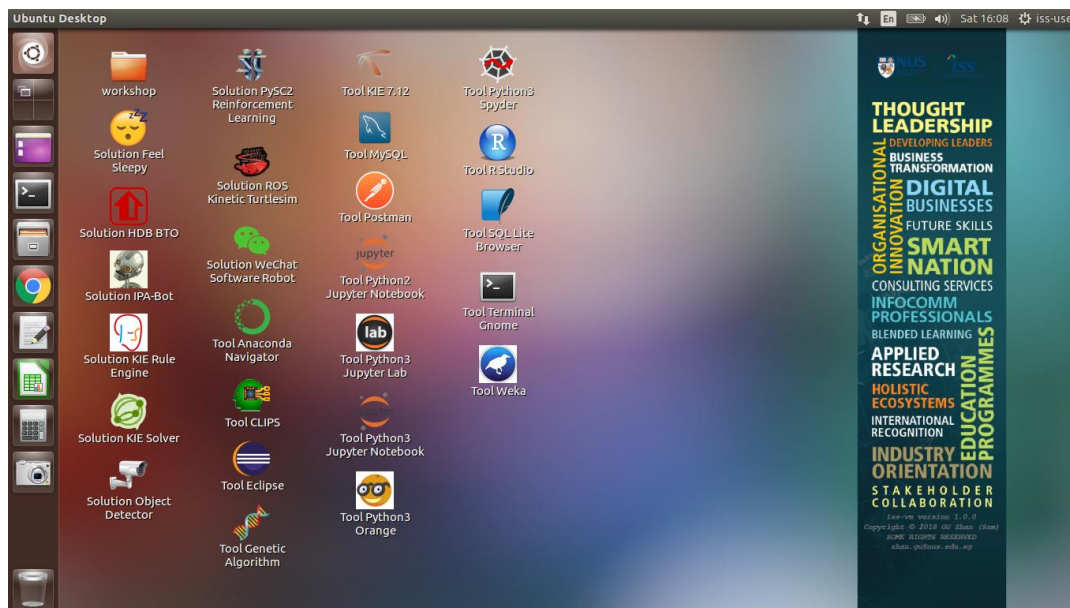 Ubuntu Desktop
En
Sat 16:08
iss-use
workshop
Solution Feel
Sleepy
Solution HDB BTO
Solution IPA-Bot
Solution KIE Rule
Engine
Solution KIE Solver
Solution Object
Detector
Solution PySC2
Reinforcement
Learning
Solution ROS
Kinetic Turtlesim
Solution WeChat
Software Robot
Tool Anaconda
Navigator
Tool CLIPS
Tool Eclipse
Tool Genetic
Algorithm
Tool KIE 7.12
Tool MySQL
Tool Postman
jupyter
Tool Python2
Jupyter Notebook
lab
Tool Python3
Jupyter Lab
jupyter
Tool Python3
Jupyter Notebook
Tool Python3
Orange
Tool Python3
Spyder
R
Tool R Studio
Tool SQL Lite
Browser
>_
Tool Terminal
Gnome
Tool Weka
NUS
iss
THOUGHT
LEADERSHIP
DEVELOPING LEADERS
ORGANISATIONAL
INNOVATION
BUSINESS
TRANSFORMATION
DIGITAL
BUSINESSES
FUTURE SKILLS
SMART
NATION
CONSULTING SERVICES
INFOCOMM
PROFESSIONALS
BLENDED LEARNING
APPLIED
RESEARCH
HOLISTIC
ECOSYSTEMS
INTERNATIONAL
RECOGNITION
EDUCATION
PROGRAMMES
INDUSTRY
ORIENTATION
STAKEHOLDER
COLLABORATION
iss-vm version 1.0.0
Copyright © 2018 GU Zhan (Sam)
SOME RIGHTS RESERVED
zhan.gu@nus.edu.sg